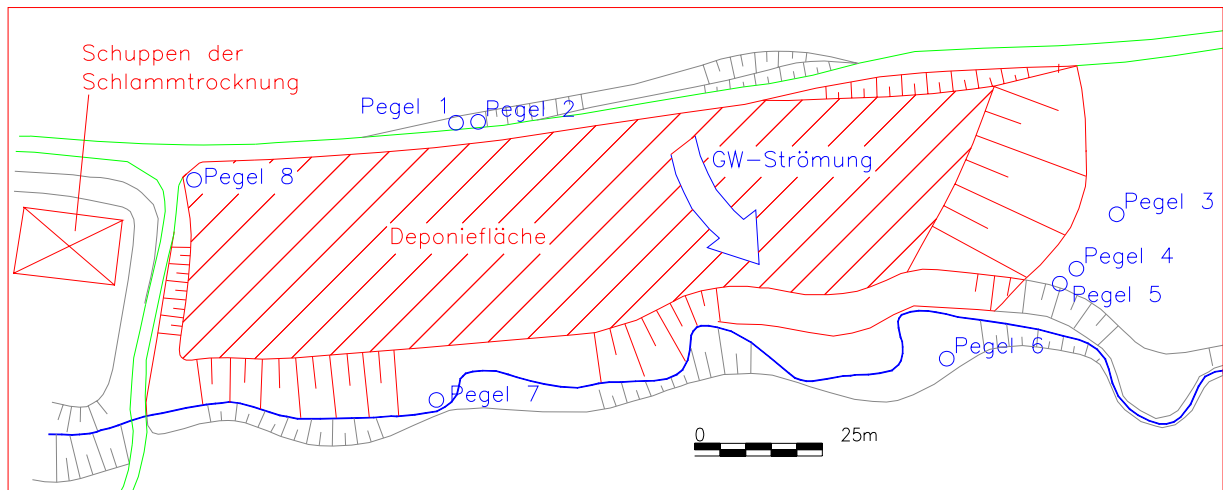 Schuppen der
Schlammtrocknung
Pegel 1
Pegel 2
GW-Strömung
Pegel 8
Pegel 3
Deponiefläche
Pegel 4
Pegel 5
Pegel 6
Pegel 7
0 25m